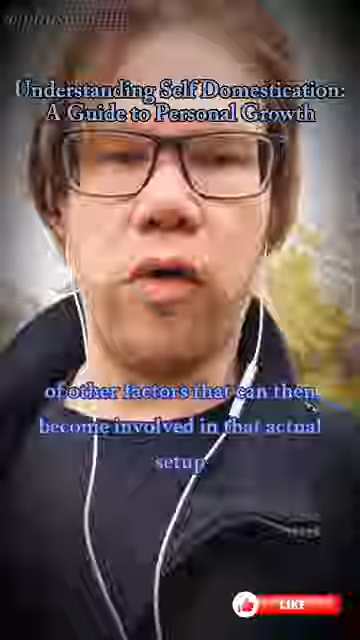 Understanding Self Domestication:
A Guide to Personal Growth
of other factors that can then
become involved in that actual
setup
LIKE